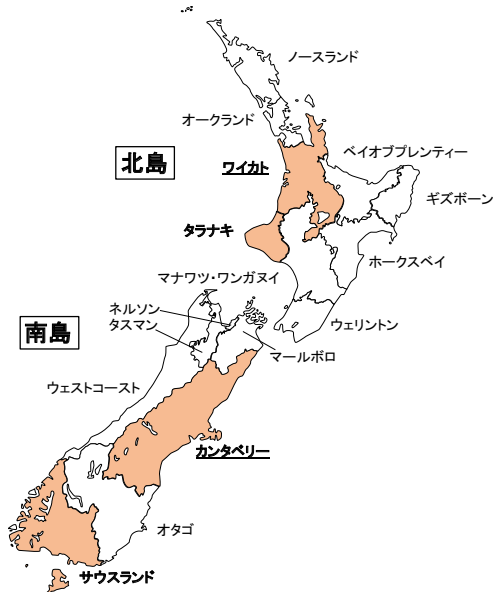 ノースランド
オークランド
ベイオブプレンティー
北島
ワイカト
ギズボーン
タラナキ
ホークスベイ
マナワツ・ワンガヌイ
ネルソン
ウェリントン
タスマン
南島
マールボロ
ウェストコースト
カンタベリー
オタゴ
サウスランド